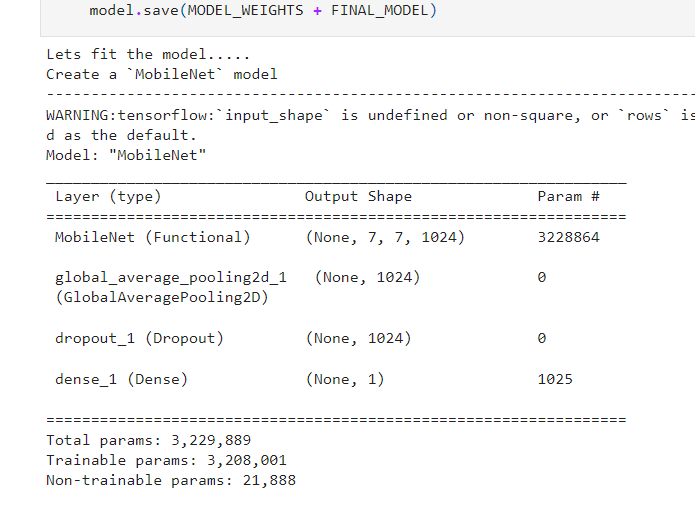 model.save(MODEL_WEIGHTS + FINAL_MODEL)
Lets fit the model.....
Create a `MobileNet` model
--------------------------------------------------------------------------
WARNING:tensorflow:`input_shape` is undefined or non-square, or `rows` is
d as the default.
Model: "MobileNet"
_________________________________________________________________
Layer (type) Output Shape Param #
=================================================================
MobileNet (Functional) (None, 7, 7, 1024) 3228864
global_average_pooling2d_1 (None, 1024) 0
(GlobalAveragePooling2D)
dropout_1 (Dropout) (None, 1024) 0
dense_1 (Dense) (None, 1) 1025
=================================================================
Total params: 3,229,889
Trainable params: 3,208,001
Non-trainable params: 21,888